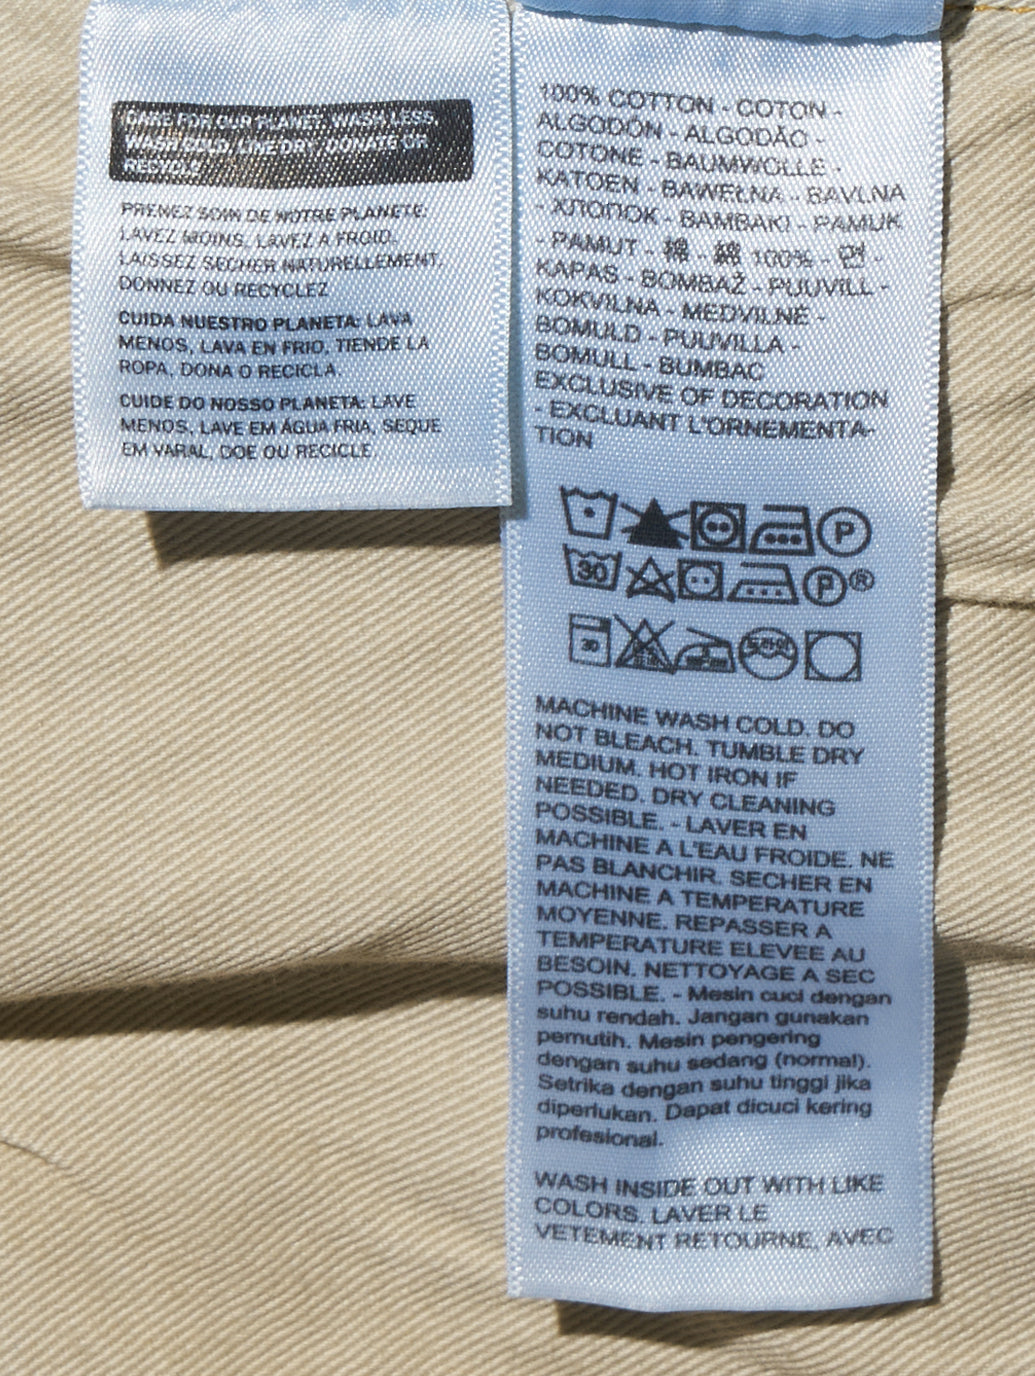 CARE FOR OUR PLANET: WASH LESS,
WASH COLD, LINE DRY, DONATE OR
RECYCLE
PRENEZ SOIN DE NOTRE PLANETE:
LAVEZ MOINS, LAVEZ A FROID,
LAISSEZ SECHER NATURELLEMENT,
DONNEZ OU RECYCLEZ
CUIDA NUESTRO PLANETA: LAVA
MENOS, LAVA EN FRIO, TIENDE LA
ROPA, DONA O RECICLA.
CUIDE DO NOSSO PLANETA: LAVE
MENOS, LAVE EM ÁGUA FRIA, SEQUE
EM VARAL, DOE OU RECICLE
100% COTTON - COTON -
ALGODÓN - ALGODÃO -
COTONE - BAUMWOLLE -
KATOEN - BAWEŁNA - BAVLNA
- ХЛОПОК - BAMBAKI - PAMUK
- PAMUT - 棉 - 綿 100% - 면 -
KAPAS - BOMBAŽ - PUUVILL -
KOKVILNA - MEDVILNĖ -
BOMULD - PUUVILLA -
BOMULL - BUMBAC
EXCLUSIVE OF DECORATION
- EXCLUANT L'ORNEMENTA-
TION
P
30 P®
30
MACHINE WASH COLD. DO
NOT BLEACH. TUMBLE DRY
MEDIUM. HOT IRON IF
NEEDED. DRY CLEANING
POSSIBLE. - LAVER EN
MACHINE A L'EAU FROIDE. NE
PAS BLANCHIR. SECHER EN
MACHINE A TEMPERATURE
MOYENNE. REPASSER A
TEMPERATURE ELEVEE AU
BESOIN. NETTOYAGE A SEC
POSSIBLE. - Mesin cuci dengan
suhu rendah. Jangan gunakan
pemutih. Mesin pengering
dengan suhu sedang (normal).
Setrika dengan suhu tinggi jika
diperlukan. Dapat dicuci kering
profesional.
WASH INSIDE OUT WITH LIKE
COLORS. LAVER LE
VETEMENT RETOURNE, AVEC